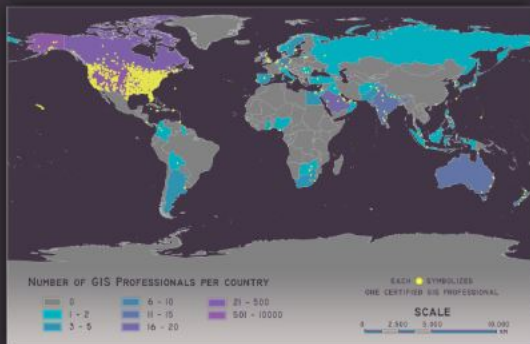 NUMBER OF GIS PROFESSIONALS PER COUNTRY
0
1 - 2
3 - 5
6 - 10
11 - 15
16 - 20
21 - 500
501 - 10000
EACH SYMBOLIZES
ONE CERTIFIED GIS PROFESSIONAL
SCALE
0 2,500 5,000 10,000
KM